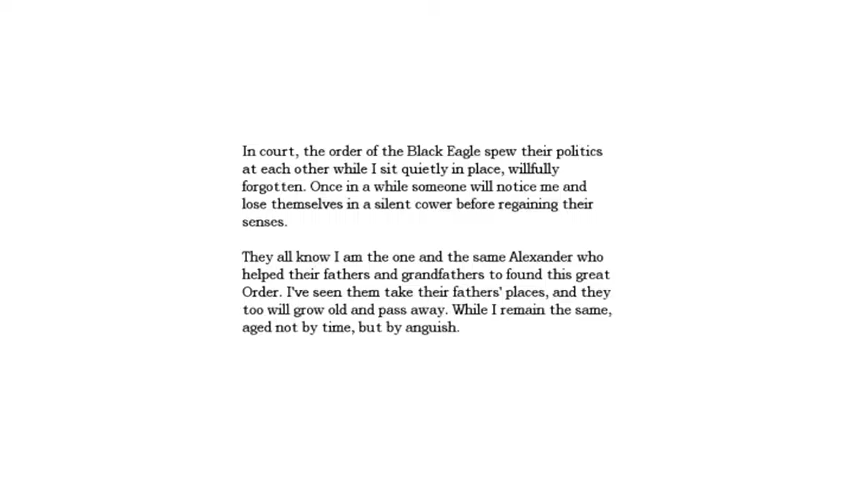 In court, the order of the Black Eagle spew their politics
at each other while I sit quietly in place, willfully
forgotten. Once in a while someone will notice me and
lose themselves in a silent cower before regaining their
senses.
They all know I am the one and the same Alexander who
helped their fathers and grandfathers to found this great
Order. I've seen them take their fathers' places, and they
too will grow old and pass away. While I remain the same,
aged not by time, but by anguish.